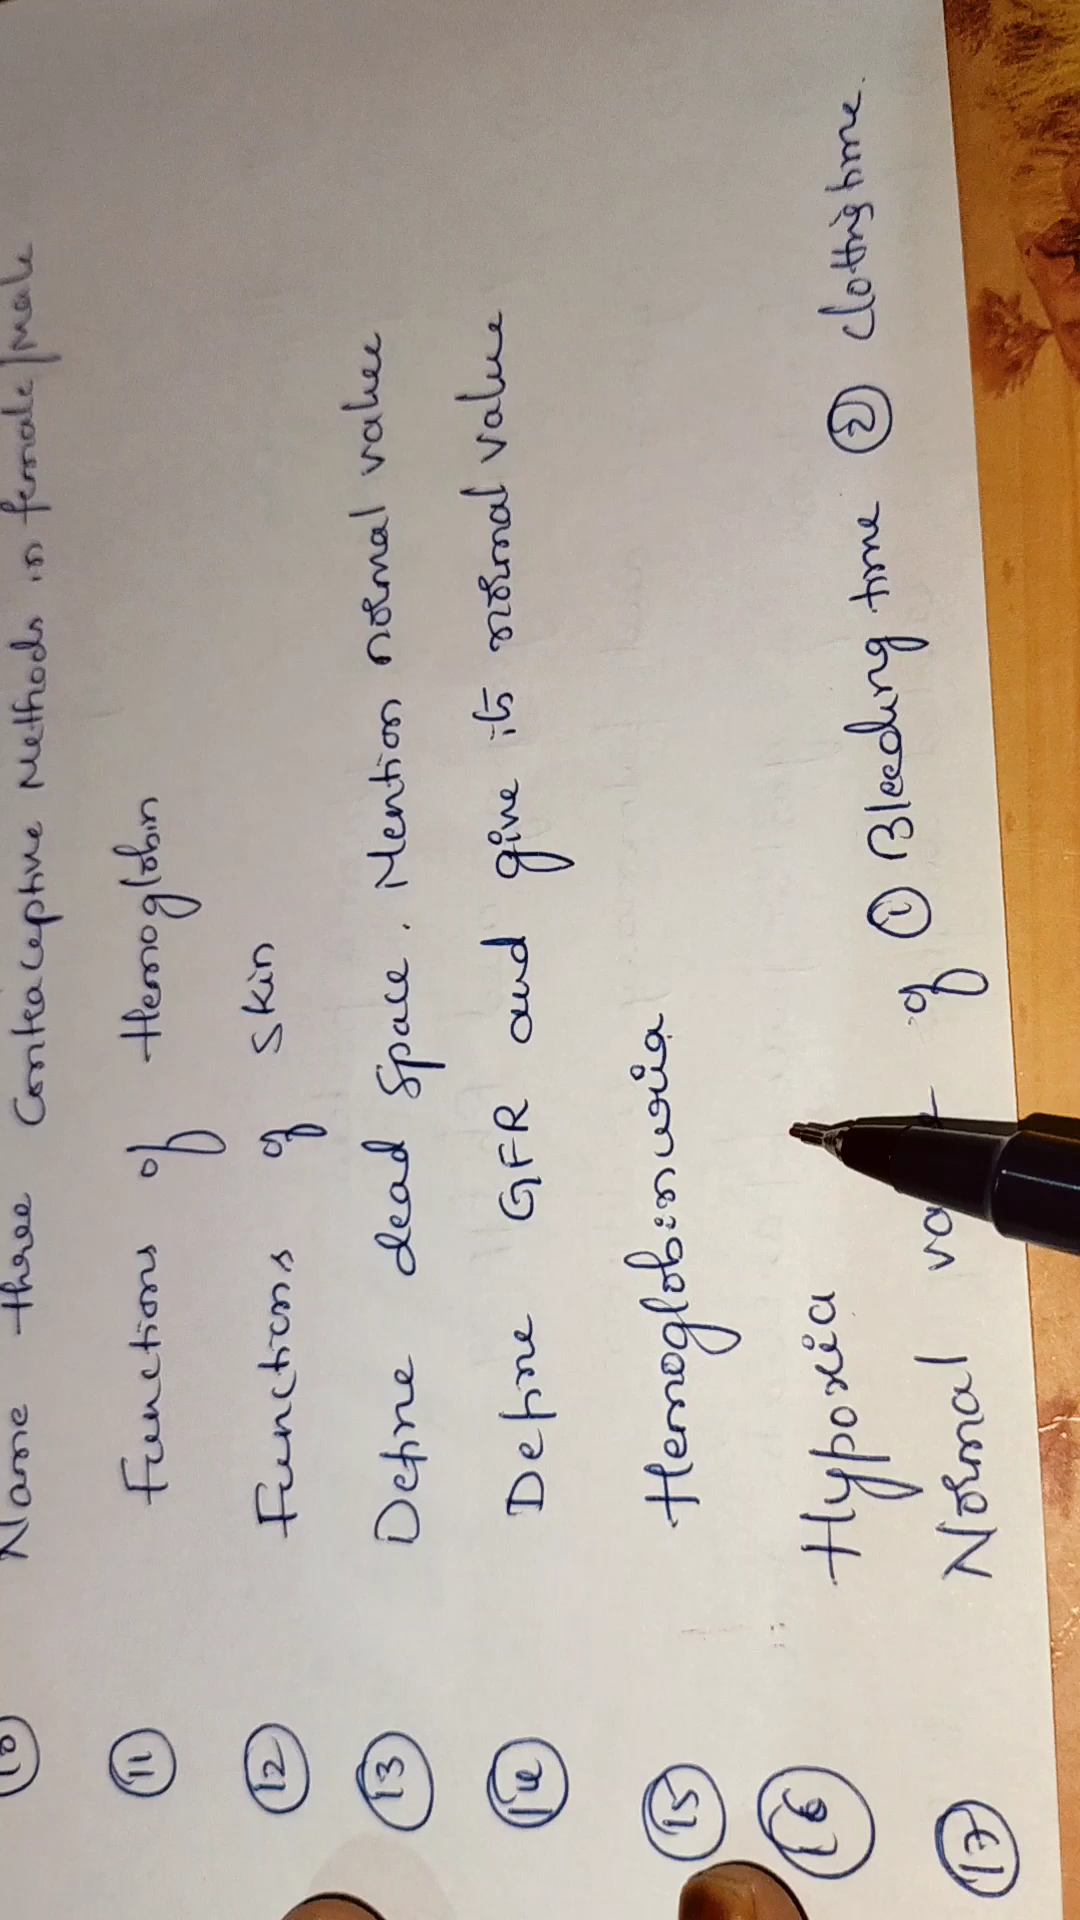 10 Name three Contraceptive Methods in female/male
11 Functions of Hemoglobin
12 Functions of Skin
13 Define dead Space. Mention normal value
14 Define GFR and give its normal value
15 Hemoglobinuria
16 Hypoxia
17 Normal of ① Bleeding time ② clotting time.